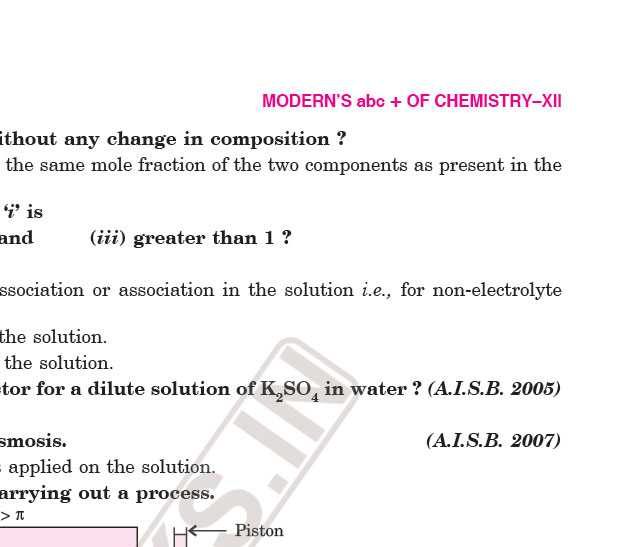 MODERN'S abc + OF CHEMISTRY–XII
ithout any change in composition ?
the same mole fraction of the two components as present in the
'i' is
and (iii) greater than 1 ?
ssociation or association in the solution i.e., for non-electrolyte
the solution.
the solution.
ctor for a dilute solution of K₂SO₄ in water ? (A.I.S.B. 2005)
smosis. (A.I.S.B. 2007)
s applied on the solution.
arrying out a process.
> π
Piston
S.IN